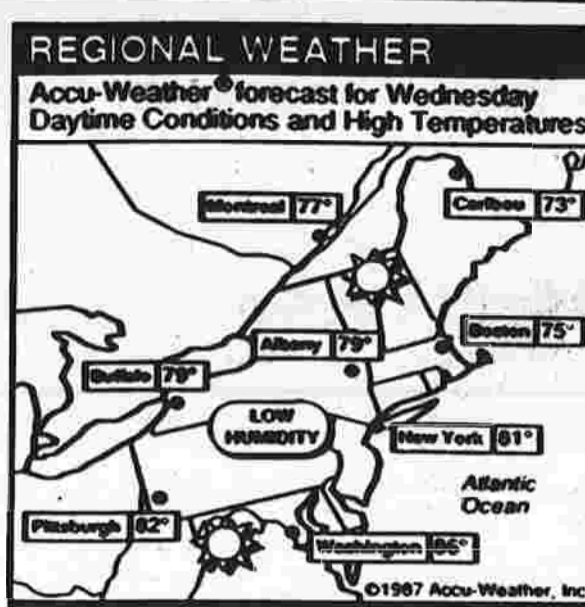 REGIONAL WEATHER
Accu-Weather® forecast for Wednesday
Daytime Conditions and High Temperatures
Montreal 77°
Caribou 73°
Boston 75°
Albany 79°
Buffalo 79°
LOW
HUMIDITY
New York 81°
Atlantic
Ocean
Pittsburgh 82°
Washington 86°
©1987 Accu-Weather, Inc